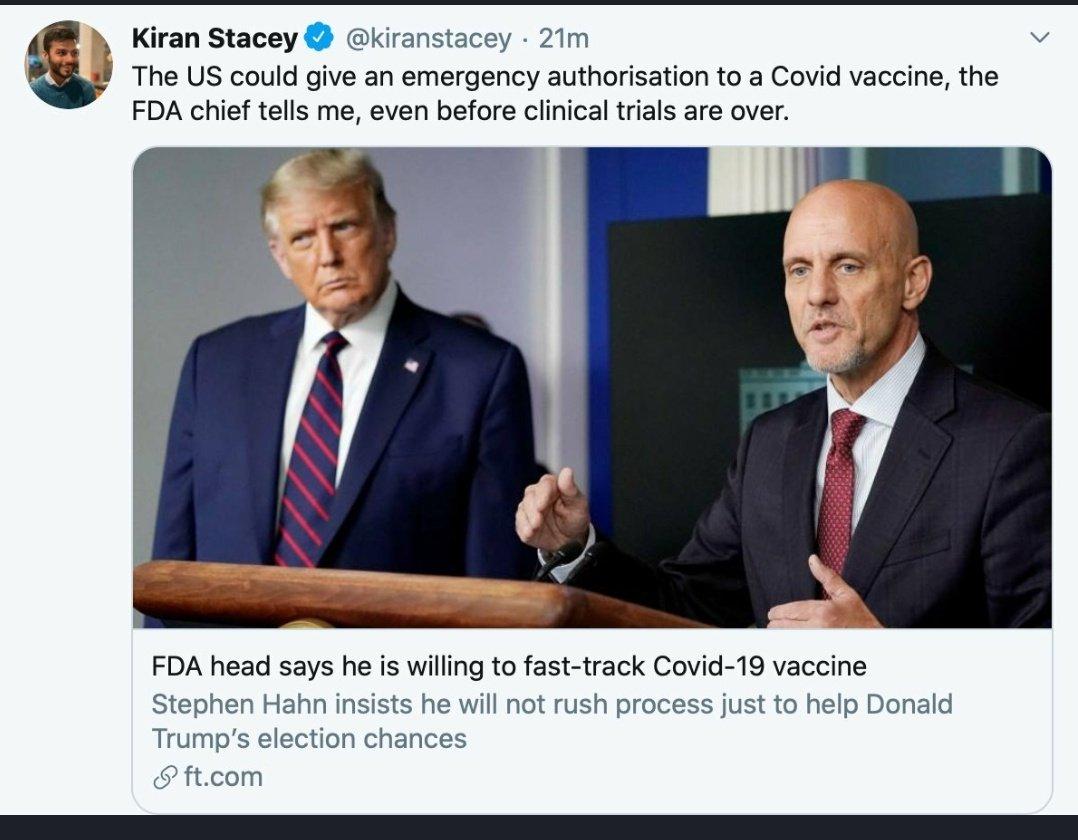 Kiran Stacey @kiranstacey · 21m
The US could give an emergency authorisation to a Covid vaccine, the
FDA chief tells me, even before clinical trials are over.
FDA head says he is willing to fast-track Covid-19 vaccine
Stephen Hahn insists he will not rush process just to help Donald
Trump’s election chances
ft.com